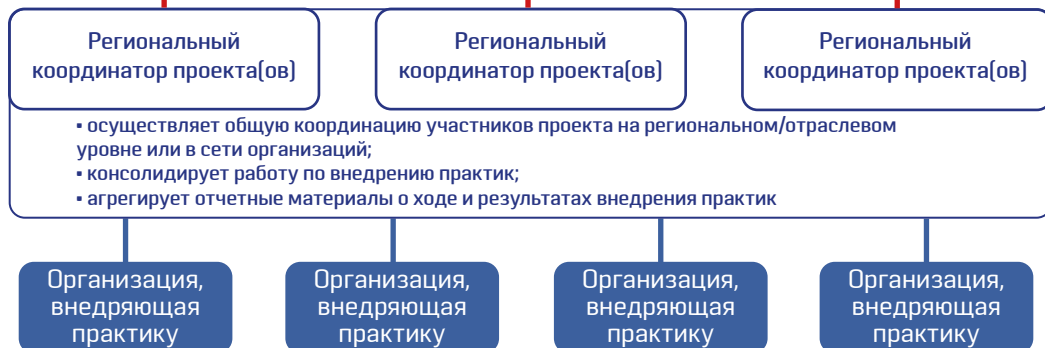 Региональный
координатор проекта(ов)
Региональный
координатор проекта(ов)
Региональный
координатор проекта(ов)
▪ осуществляет общую координацию участников проекта на региональном/отраслевом
уровне или в сети организаций;
▪ консолидирует работу по внедрению практик;
▪ агрегирует отчетные материалы о ходе и результатах внедрения практик
Организация,
внедряющая
практику
Организация,
внедряющая
практику
Организация,
внедряющая
практику
Организация,
внедряющая
практику